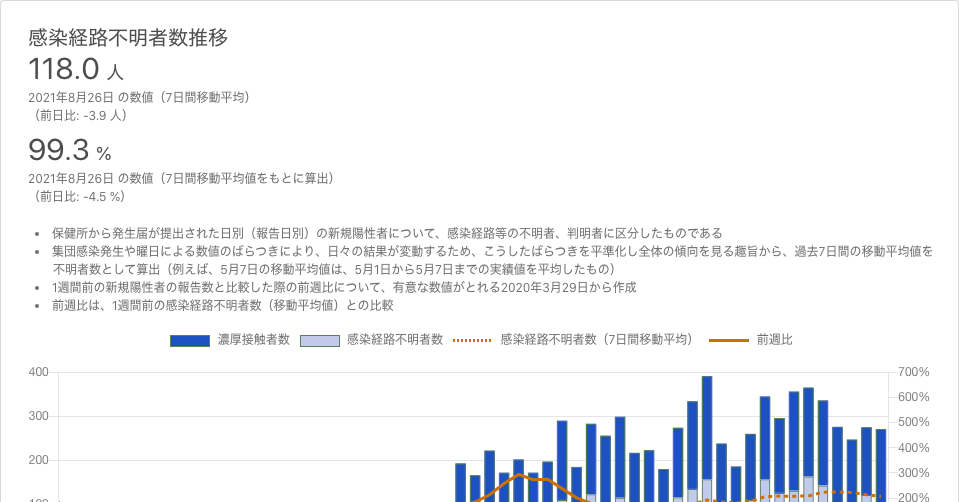 感染経路不明者数推移
118.0 人
2021年8月26日 の数値（7日間移動平均）
（前日比: -3.9 人）
99.3 %
2021年8月26日 の数値（7日間移動平均値をもとに算出）
（前日比: -4.5 %）
• 保健所から発生届が提出された日別（報告日別）の新規陽性者について、感染経路等の不明者、判明者に区分したものである
• 集団感染発生や曜日による数値のばらつきにより、日々の結果が変動するため、こうしたばらつきを平準化し全体の傾向を見る趣旨から、過去7日間の移動平均値を
不明者数として算出（例えば、5月7日の移動平均値は、5月1日から5月7日までの実績値を平均したもの）
• 1週間前の新規陽性者の報告数と比較した際の前週比について、有意な数値がとれる2020年3月29日から作成
• 前週比は、1週間前の感染経路不明者数（移動平均値）との比較
濃厚接触者数 感染経路不明者数 感染経路不明者数（7日間移動平均） 前週比
400 700%
600%
300 500%
400%
200 300%
100 200%